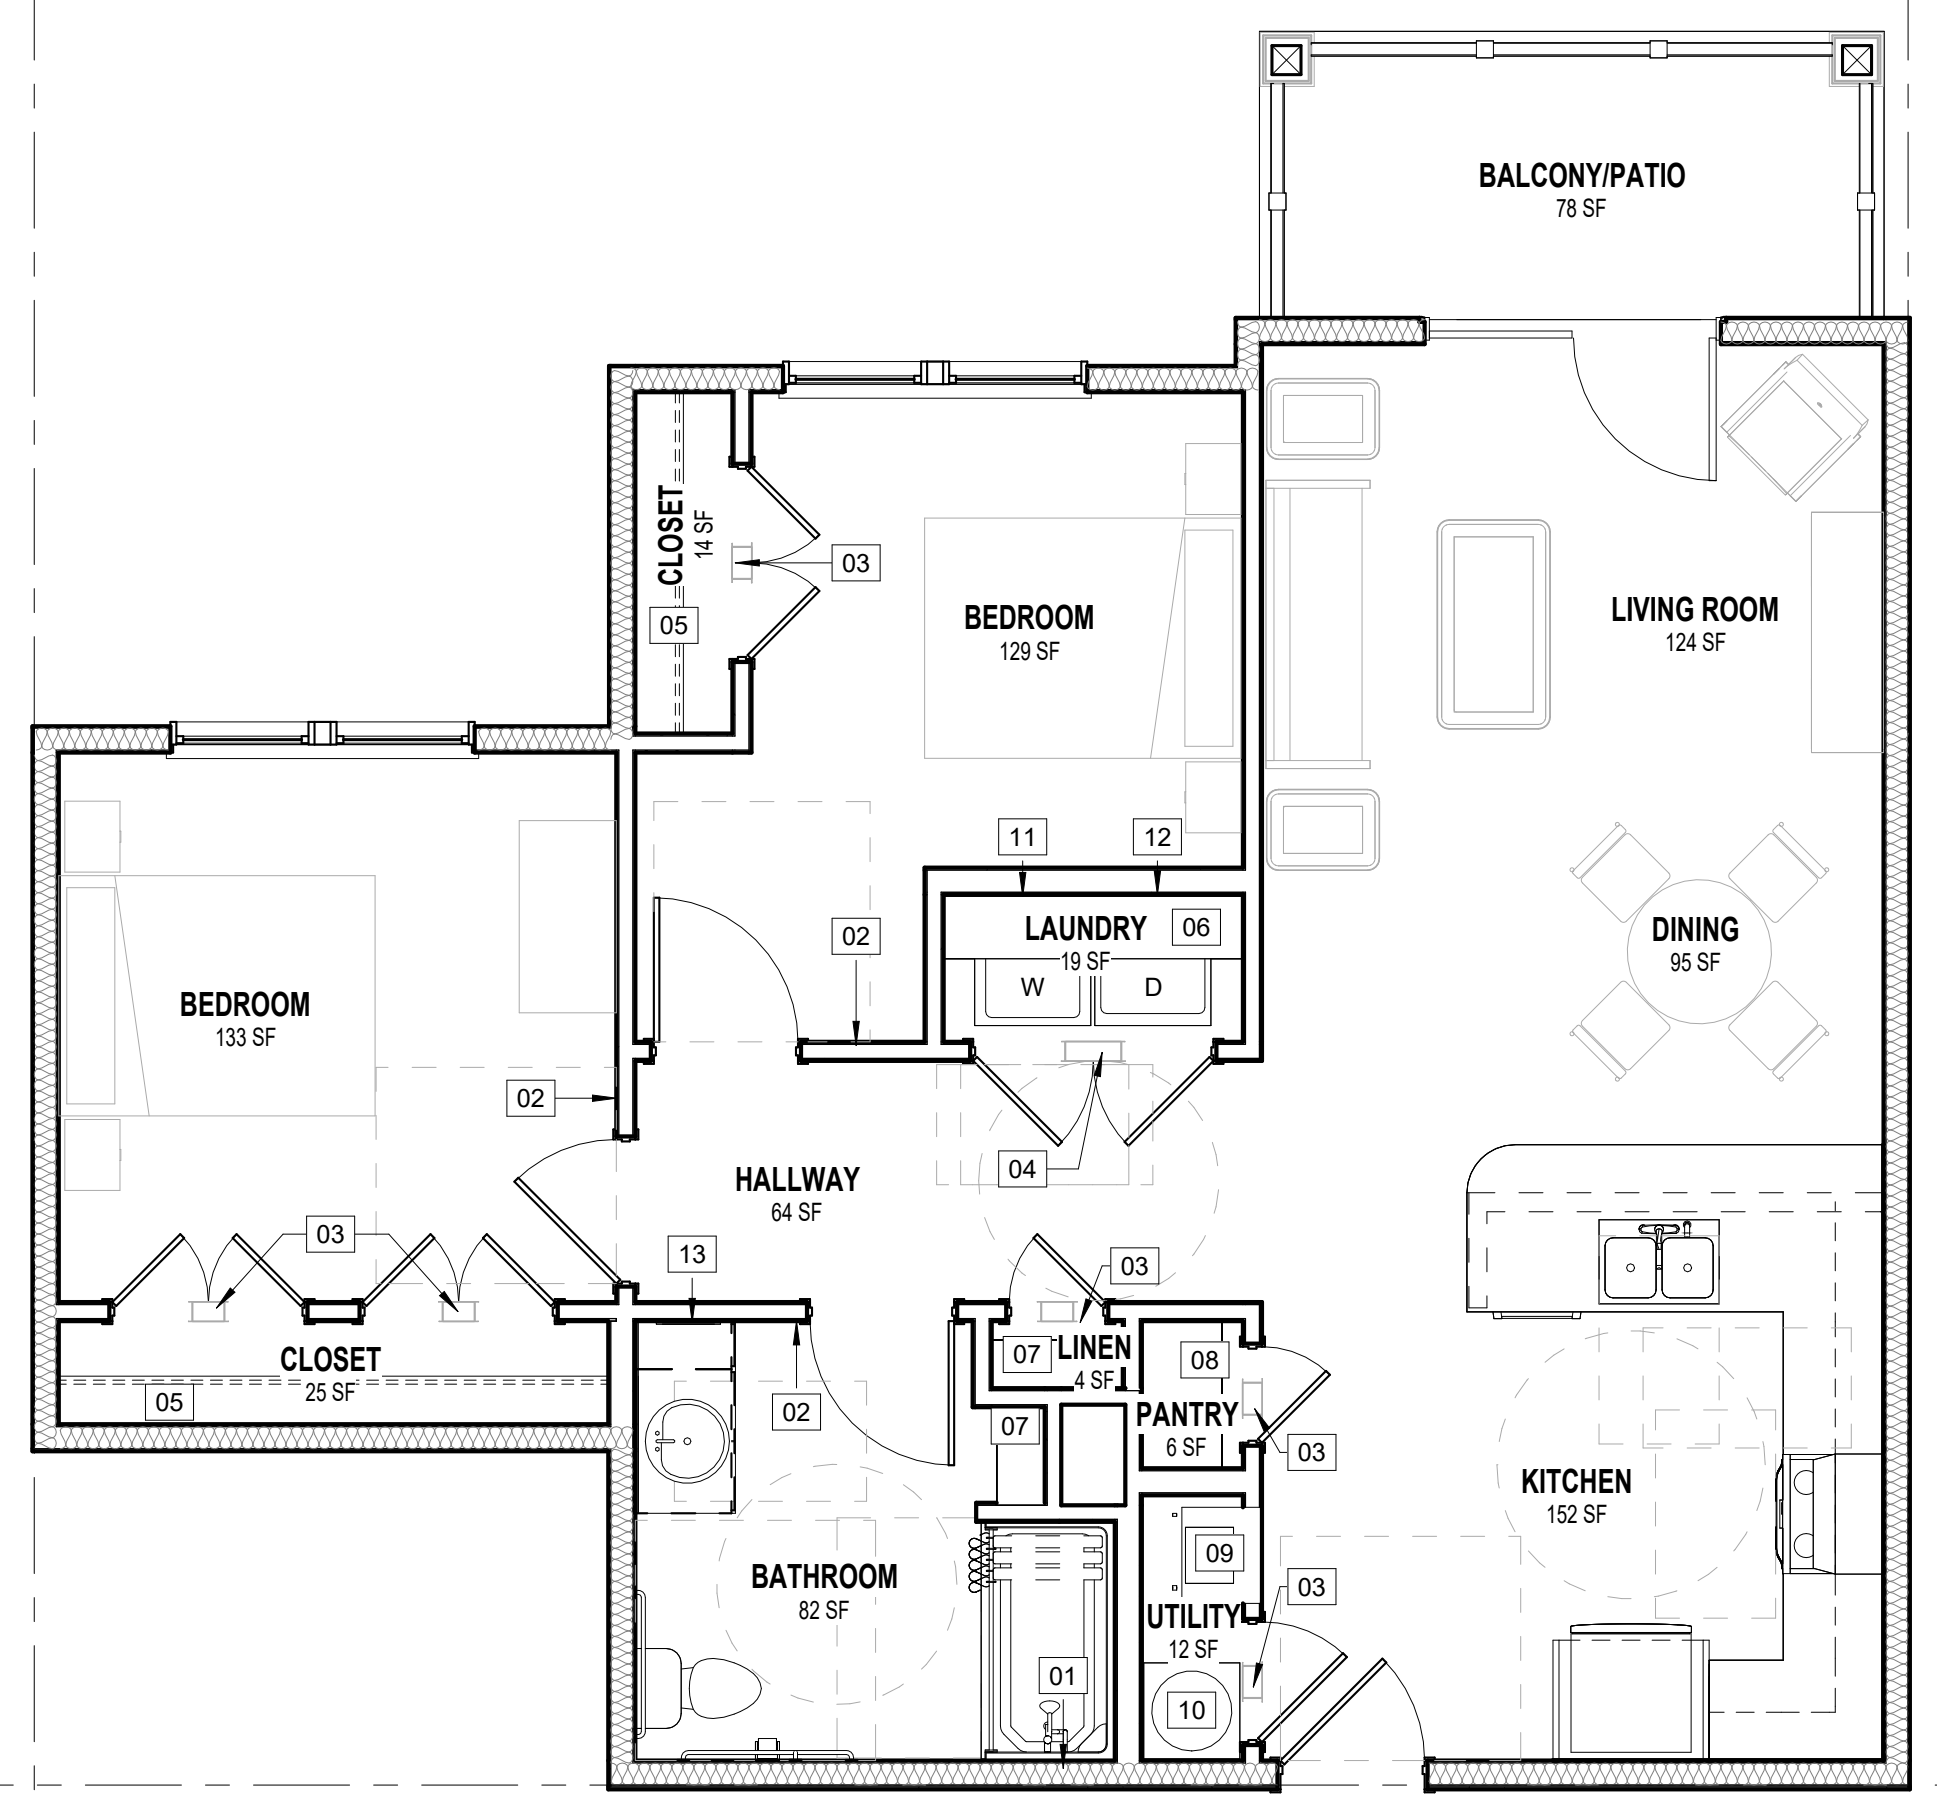 BALCONY/PATIO
78 SF
CLOSET
14 SF
03
05
BEDROOM
129 SF
LIVING ROOM
124 SF
11
12
LAUNDRY
06
19 SF
W
D
02
DINING
95 SF
BEDROOM
133 SF
02
04
HALLWAY
64 SF
03
13
03
CLOSET
25 SF
05
02
07
LINEN
4 SF
08
PANTRY
6 SF
07
03
KITCHEN
152 SF
09
BATHROOM
82 SF
03
UTILITY
12 SF
01
10